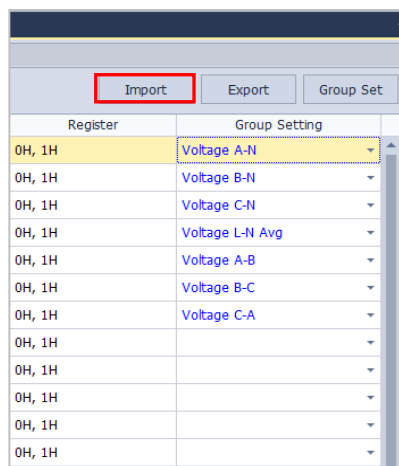 Import Export Group Set
Register Group Setting
0H, 1H Voltage A-N
0H, 1H Voltage B-N
0H, 1H Voltage C-N
0H, 1H Voltage L-N Avg
0H, 1H Voltage A-B
0H, 1H Voltage B-C
0H, 1H Voltage C-A
0H, 1H
0H, 1H
0H, 1H
0H, 1H
0H, 1H